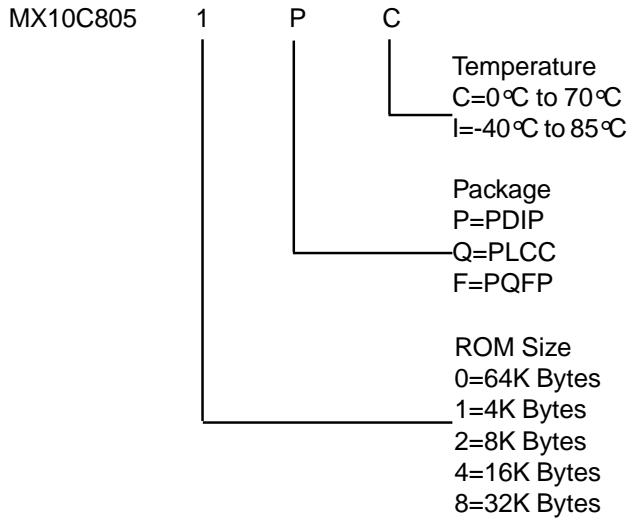 MX10C805 1 P C
Temperature
C=0°C to 70°C
I=-40°C to 85°C
Package
P=PDIP
Q=PLCC
F=PQFP
ROM Size
0=64K Bytes
1=4K Bytes
2=8K Bytes
4=16K Bytes
8=32K Bytes